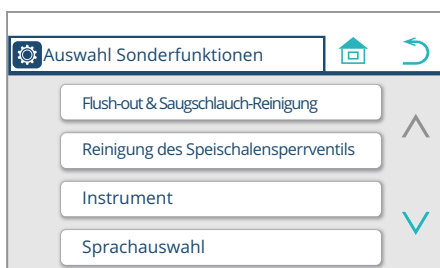 Auswahl Sonderfunktionen
Flush-out & Saugschlauch-Reinigung
Reinigung des Speischalensperrventils
Instrument
Sprachauswahl